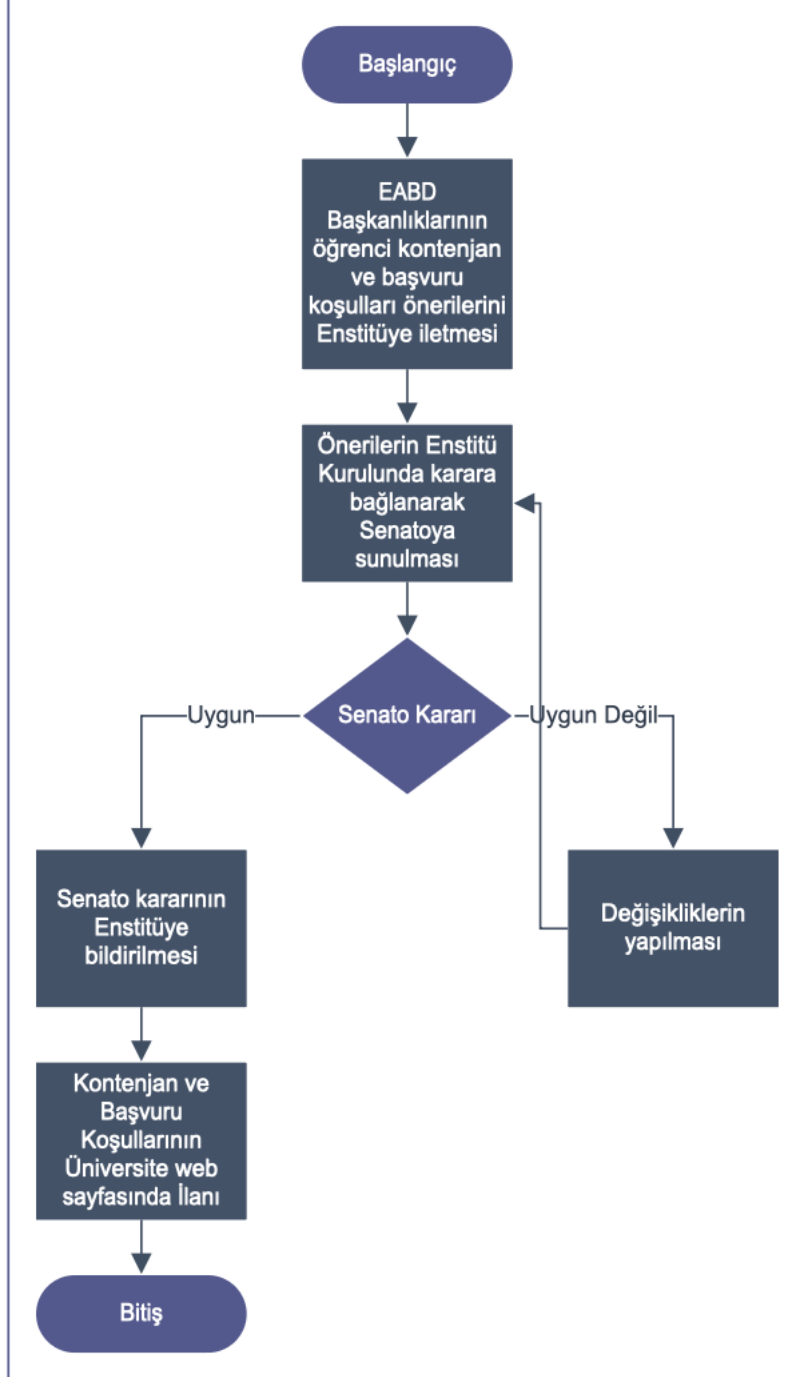 Başlangıç
EABD
Başkanlıklarının
öğrenci kontenjan
ve başvuru
koşulları önerilerini
Enstitüye iletmesi
Önerilerin Enstitü
Kurulunda karara
bağlanarak
Senatoya
sunulması
Uygun
Senato Kararı
Uygun Değil
Senato kararının
Enstitüye
bildirilmesi
Değişikliklerin
yapılması
Kontenjan ve
Başvuru
Koşullarının
Üniversite web
sayfasında İlanı
Bitiş